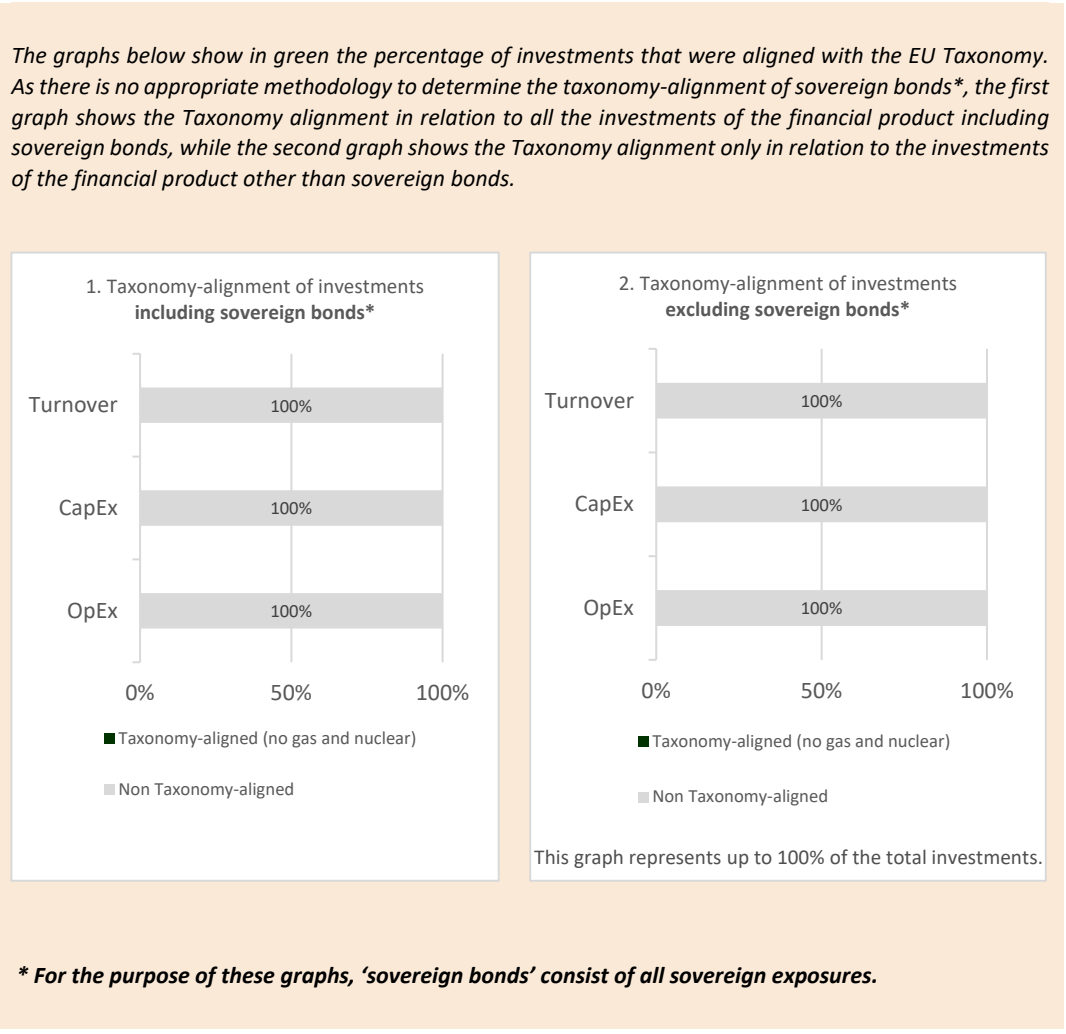 The graphs below show in green the percentage of investments that were aligned with the EU Taxonomy.
As there is no appropriate methodology to determine the taxonomy-alignment of sovereign bonds*, the first
graph shows the Taxonomy alignment in relation to all the investments of the financial product including
sovereign bonds, while the second graph shows the Taxonomy alignment only in relation to the investments
of the financial product other than sovereign bonds.
1. Taxonomy-alignment of investments
including sovereign bonds*
Turnover
100%
CapEx
100%
OpEx
100%
0% 50% 100%
Taxonomy-aligned (no gas and nuclear)
Non Taxonomy-aligned
2. Taxonomy-alignment of investments
excluding sovereign bonds*
Turnover
100%
CapEx
100%
OpEx
100%
0% 50% 100%
Taxonomy-aligned (no gas and nuclear)
Non Taxonomy-aligned
This graph represents up to 100% of the total investments.
* For the purpose of these graphs, ‘sovereign bonds’ consist of all sovereign exposures.